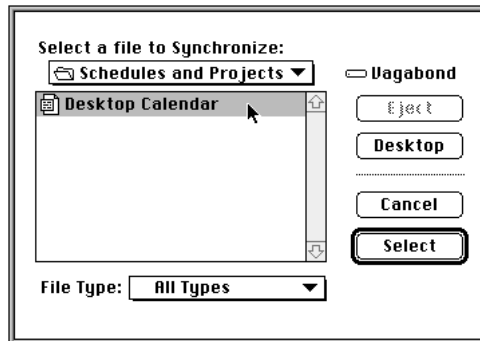 Select a file to Synchronize:
Schedules and Projects
Vagabond
Desktop Calendar
Eject
Desktop
Cancel
Select
File Type: All Types